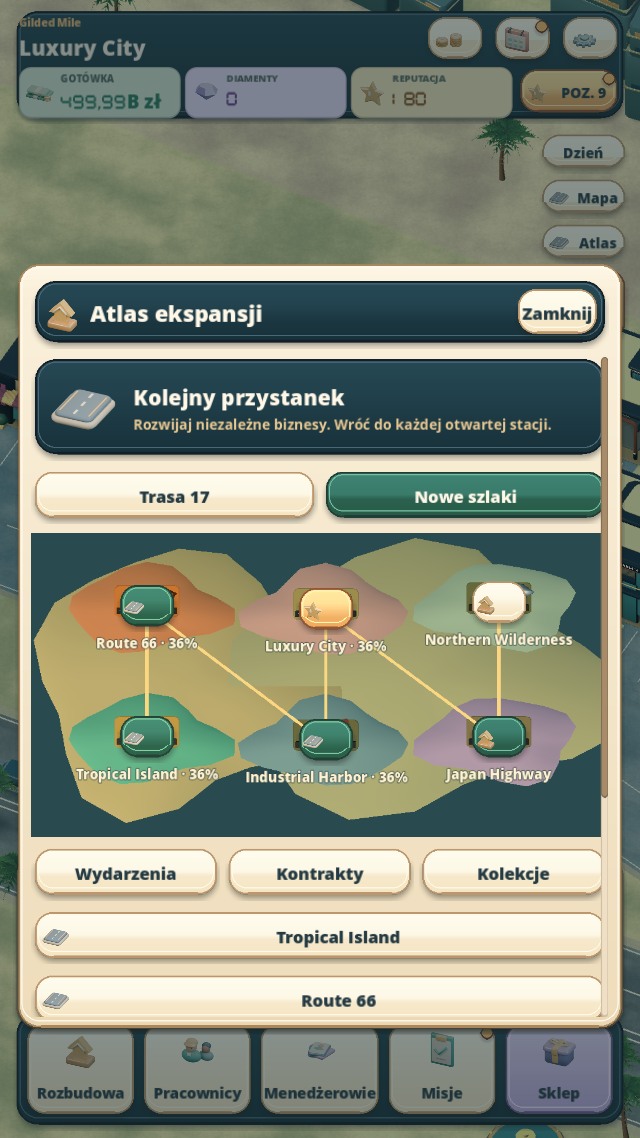 Gilded Mile
Luxury City
GOTÓWKA
499,99B zł
DIAMENTY
0
REPUTACJA
180
POZ. 9
Dzień
Mapa
Atlas
Atlas ekspansji
Zamknij
Kolejny przystanek
Rozwijaj niezależne biznesy. Wróć do każdej otwartej stacji.
Trasa 17
Nowe szlaki
Route 66 · 36%
Luxury City · 36%
Northern Wilderness
Tropical Island · 36%
Industrial Harbor · 36%
Japan Highway
Wydarzenia
Kontrakty
Kolekcje
Tropical Island
Route 66
Rozbudowa
Pracownicy
Menedżerowie
Misje
Sklep